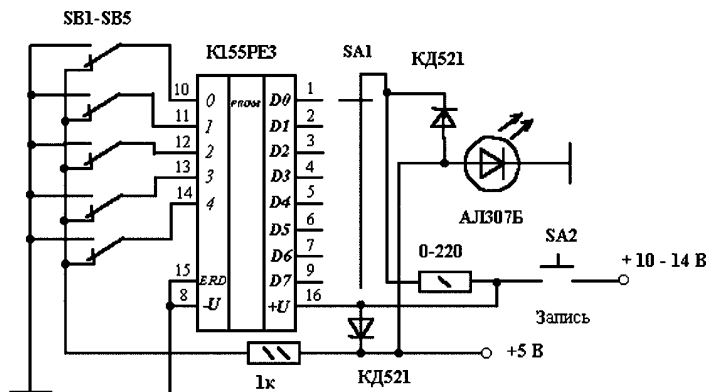 SB1-SB5
К155РЕ3
SA1
КД521
10 0 PROM D0 1
11 1 D1 2
12 2 D2 3
13 3 D3 4
14 4 D4 5
D5 6
D6 7
15 ERD D7 9
8 -U +U 16
АЛ307Б
0-220
SA2
+ 10 - 14 В
Запись
+5 В
1к
КД521